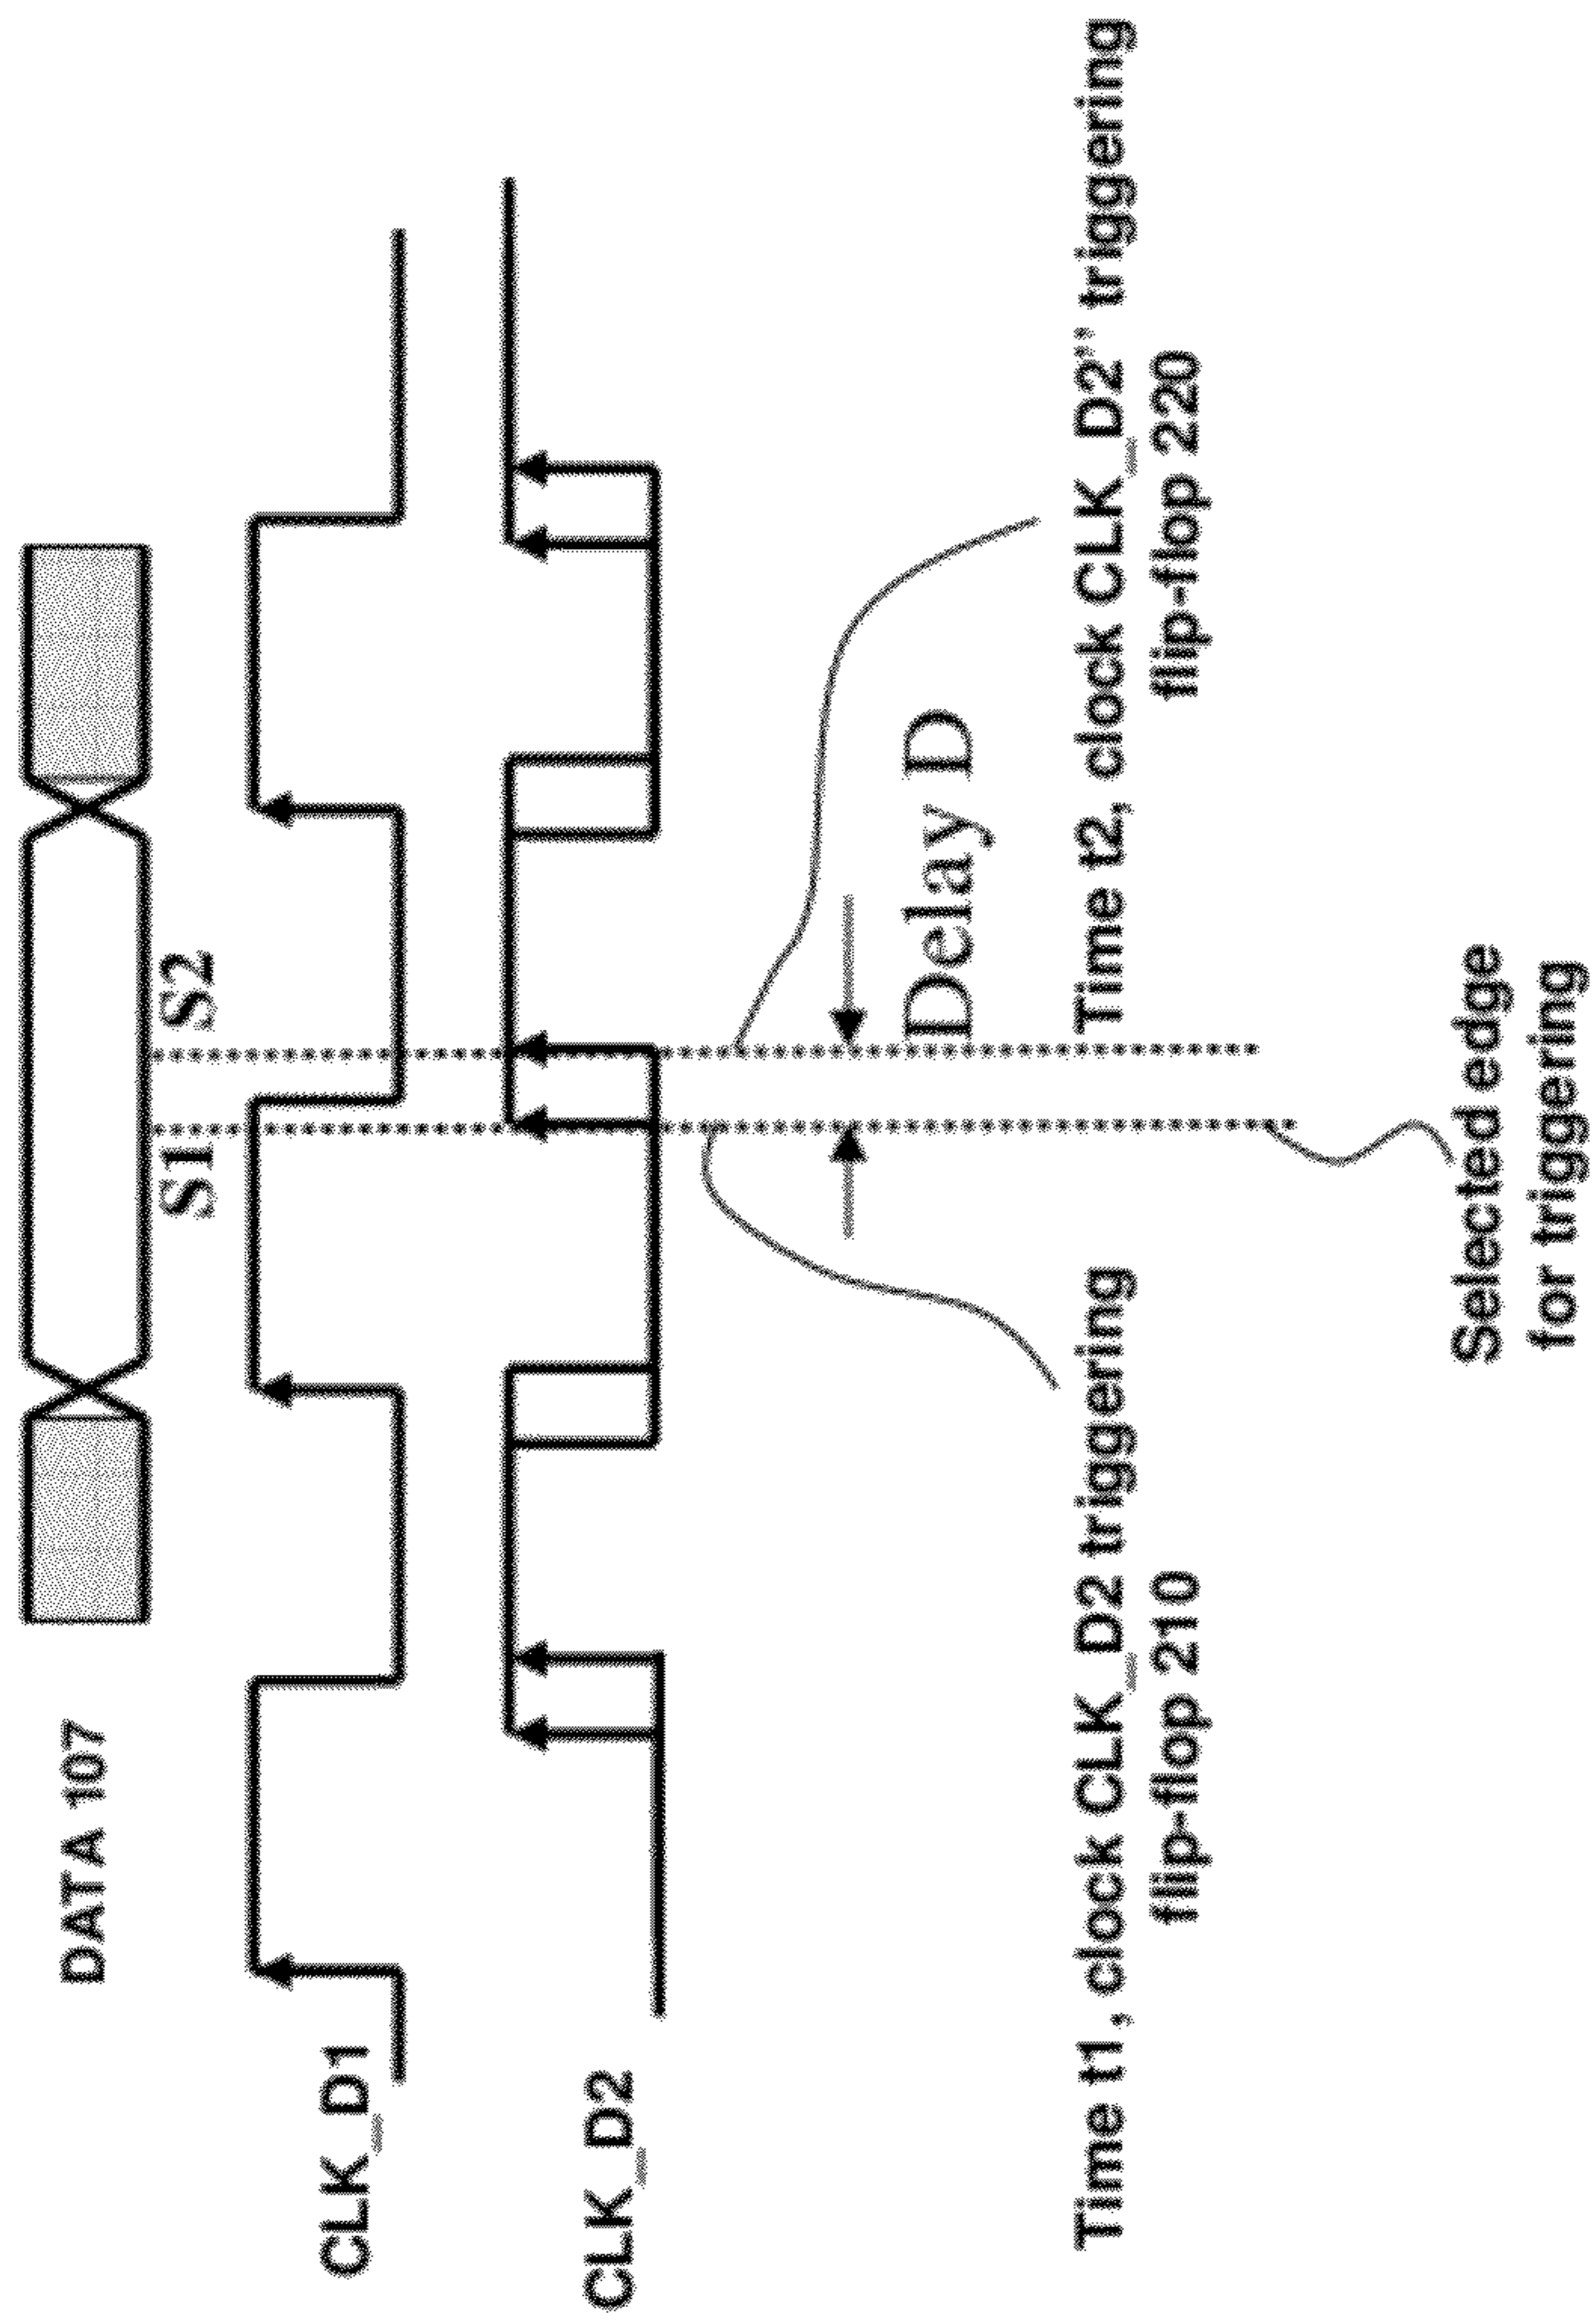 DATA 107
S1
S2
CLK_D1
CLK_D2
Delay D
Time t1, clock CLK_D2 triggering
flip-flop 210
Time t2, clock CLK_D2" triggering
flip-flop 220
Selected edge
for triggering